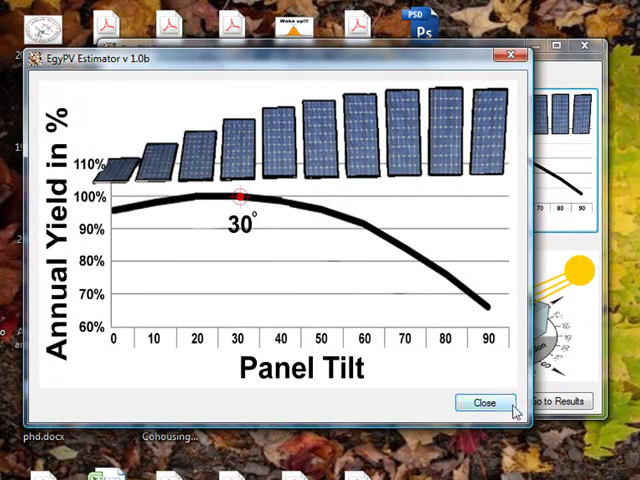 Wake up!!!
PSD
Ps
EgyPV Estimator v 1.0b
Annual Yield in %
110%
100%
90%
80%
70%
60%
30°
0 10 20 30 40 50 60 70 80 90
Panel Tilt
Close
70 80 90
Go to Results
phd.docx
Cohousing...